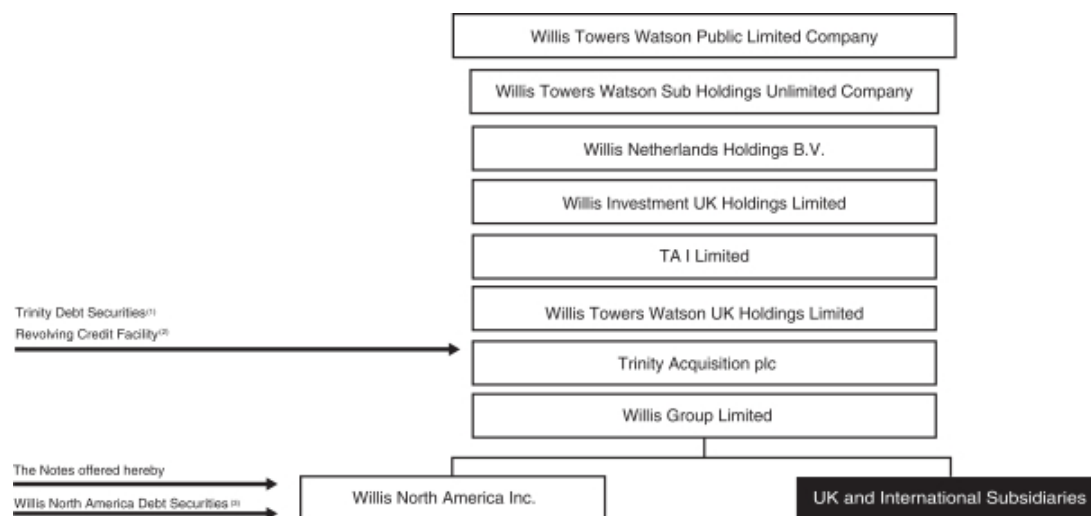 Willis Towers Watson Public Limited Company
Willis Towers Watson Sub Holdings Unlimited Company
Willis Netherlands Holdings B.V.
Willis Investment UK Holdings Limited
TA I Limited
Trinity Debt Securities(1)
Willis Towers Watson UK Holdings Limited
Revolving Credit Facility(2)
Trinity Acquisition plc
Willis Group Limited
The Notes offered hereby
Willis North America Inc.
UK and International Subsidiaries
Willis North America Debt Securities (3)